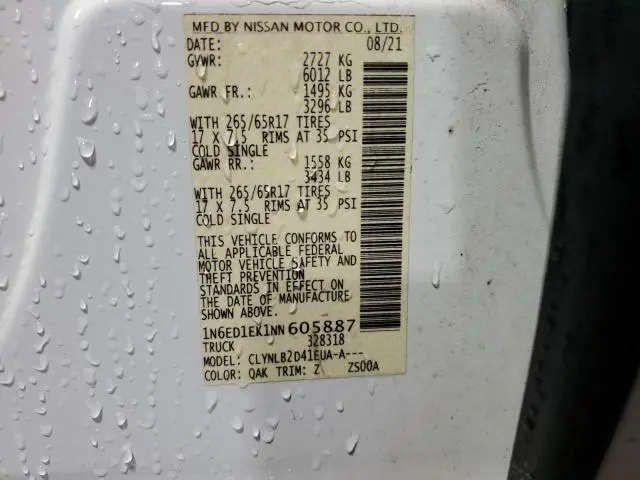 MFD BY NISSAN MOTOR CO., LTD.
DATE: 08/21
GVWR: 2727 KG
6012 LB
GAWR FR.: 1495 KG
3296 LB
WITH 265/65R17 TIRES
17 X 7.5 RIMS AT 35 PSI
COLD SINGLE
GAWR RR.: 1558 KG
3434 LB
WITH 265/65R17 TIRES
17 X 7.5 RIMS AT 35 PSI
COLD SINGLE
THIS VEHICLE CONFORMS TO
ALL APPLICABLE FEDERAL
MOTOR VEHICLE SAFETY AND
THEFT PREVENTION
STANDARDS IN EFFECT ON
THE DATE OF MANUFACTURE
SHOWN ABOVE.
1N6ED1EK1NN605887
TRUCK 328318
MODEL: CLYNLB2D41EUA-A---
COLOR: QAK TRIM: Z ZS00A